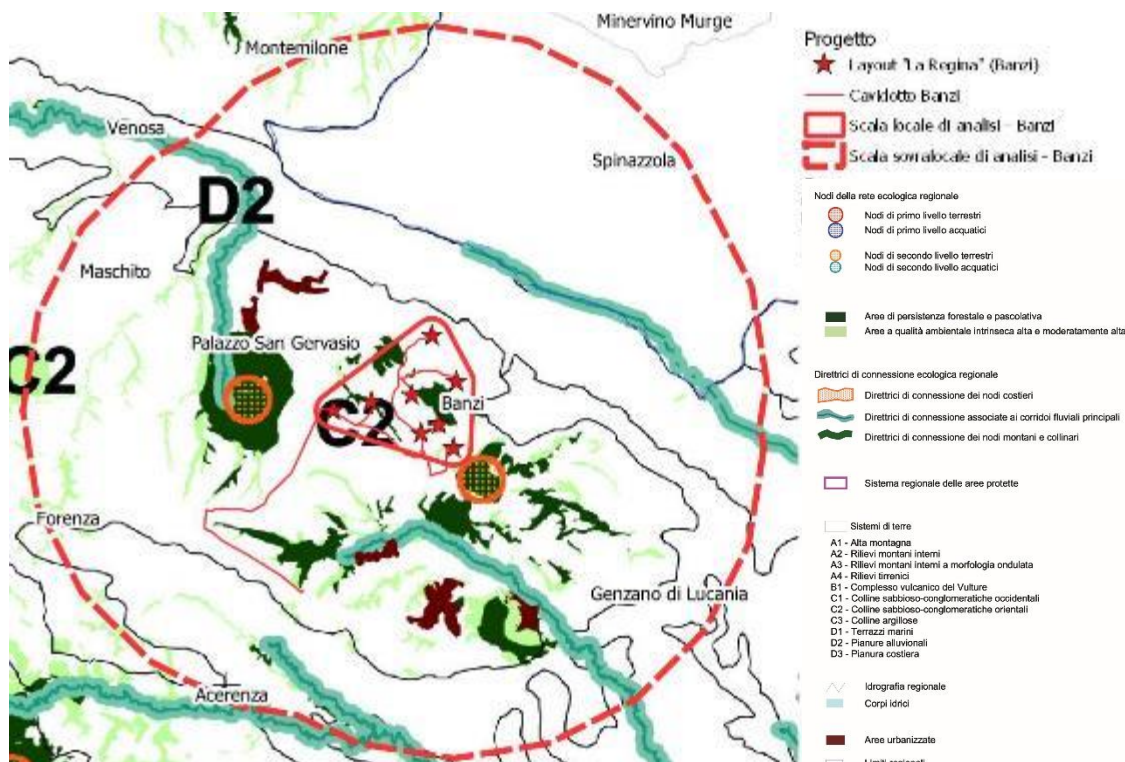 Minervino Murge
Montemilone
Venosa
Spinazzola
D2
Maschito
Palazzo San Gervasio
C2
Banzi
C2
Forenza
Genzano di Lucania
Acerenza
Progetto
Layout "La Regina" (Banzi)
Cavidotto Banzi
Scala locale di analisi - Banzi
Scala sovralocale di analisi - Banzi
Nodi della rete ecologica regionale
Nodi di primo livello terrestri
Nodi di primo livello acquatici
Nodi di secondo livello terrestri
Nodi di secondo livello acquatici
Aree di persistenza forestale e pascolativa
Aree a qualità ambientale intrinseca alta e moderatamente alta
Direttrici di connessione ecologica regionale
Direttrici di connessione dei nodi costieri
Direttrici di connessione associate ai corridoi fluviali principali
Direttrici di connessione dei nodi montani e collinari
Sistema regionale delle aree protette
Sistemi di terre
A1 - Alta montagna
A2 - Rilievi montani interni
A3 - Rilievi montani interni a morfologia ondulata
A4 - Rilievi tirrenici
B1 - Complesso vulcanico del Vulture
C1 - Colline sabbioso-conglomeratiche occidentali
C2 - Colline sabbioso-conglomeratiche orientali
C3 - Colline argillose
D1 - Terrazzi marini
D2 - Pianure alluvionali
D3 - Pianura costiera
Idrografia regionale
Corpi idrici
Aree urbanizzate
Limiti regionali